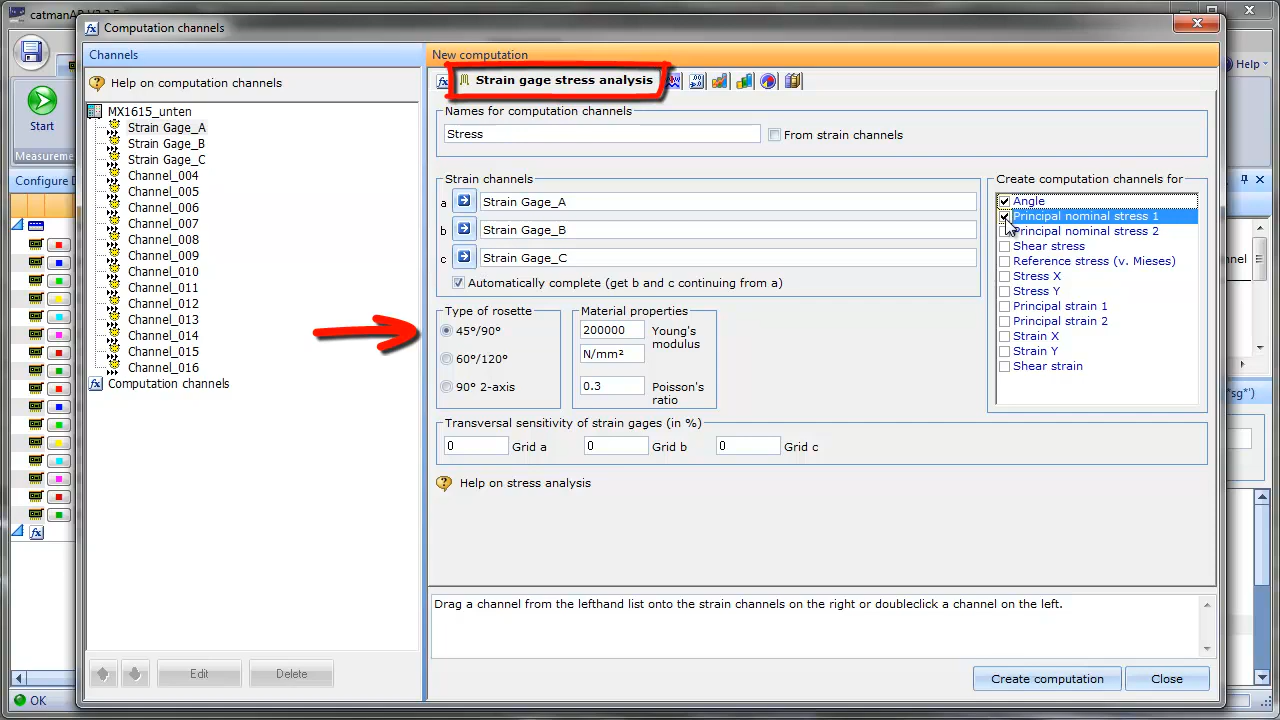 catmanAP V3.3.5
Computation channels
Channels
New computation
Help on computation channels
Strain gage stress analysis
Help
MX1615_unten
Names for computation channels
Start
Strain Gage_A
Stress
From strain channels
Strain Gage_B
Measurement
Strain Gage_C
Channel_004
Strain channels
Create computation channels for
Configure D
Channel_005
a
Strain Gage_A
Angle
Channel_006
Principal nominal stress 1
Channel_007
b
Strain Gage_B
Principal nominal stress 2
Channel_008
Shear stress
Channel_009
c
Strain Gage_C
Reference stress (v. Mieses)
Channel_010
Stress X
Channel_011
Automatically complete (get b and c continuing from a)
Stress Y
Channel_012
Type of rosette
Material properties
Principal strain 1
Channel_013
45°/90°
200000
Young's modulus
Principal strain 2
Channel_014
Strain X
Channel_015
60°/120°
N/mm²
Strain Y
Channel_016
Shear strain
Computation channels
90° 2-axis
0.3
Poisson's ratio
*sg*')
Transversal sensitivity of strain gages (in %)
0
Grid a
0
Grid b
0
Grid c
Help on stress analysis
Drag a channel from the lefthand list onto the strain channels on the right or doubleclick a channel on the left.
Edit
Delete
Create computation
Close
OK